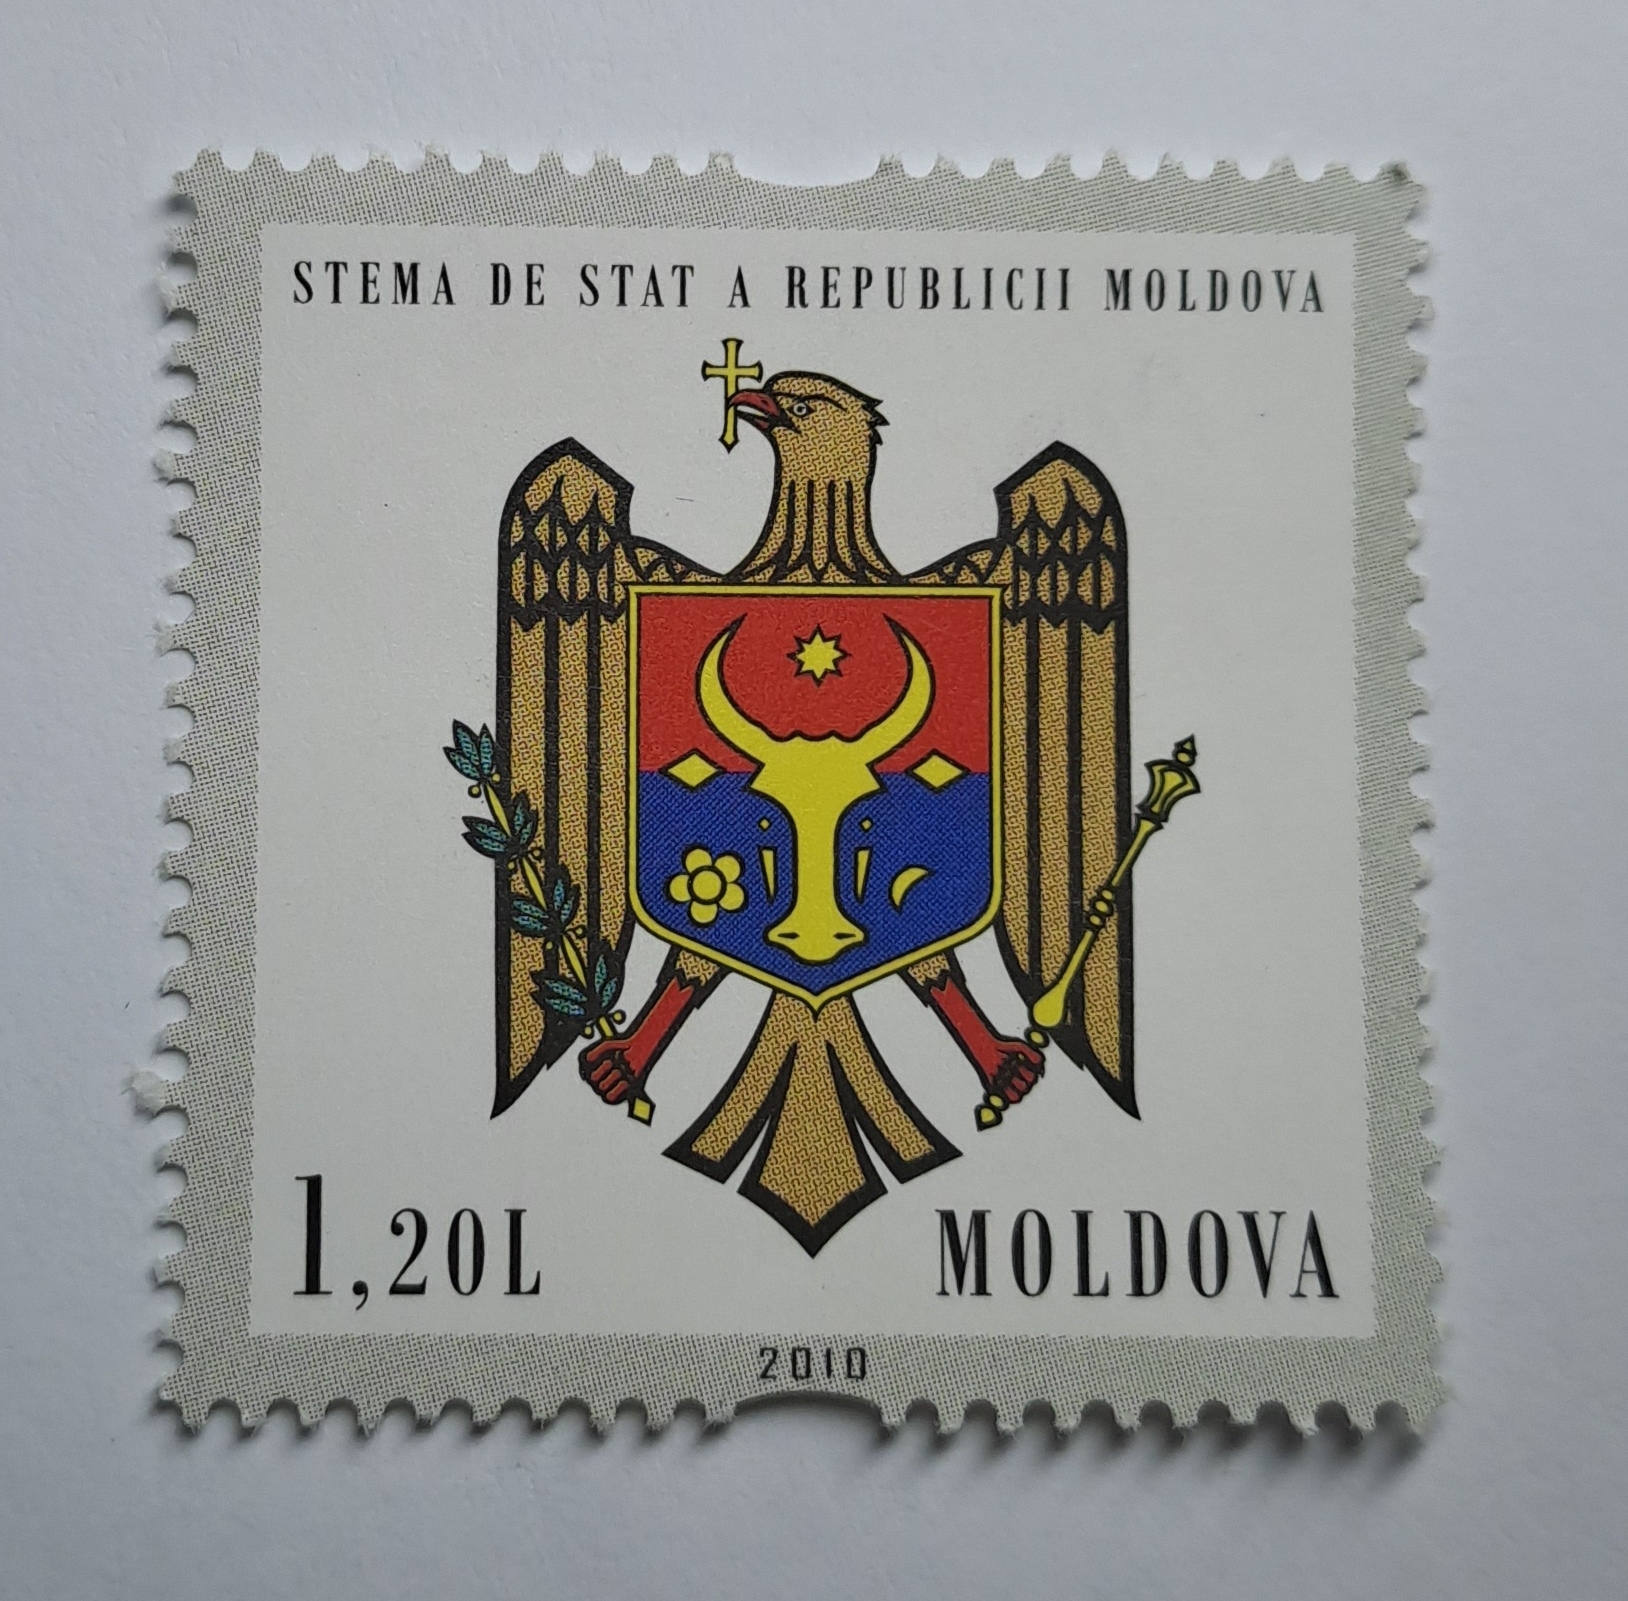 STEMA DE STAT A REPUBLICII MOLDOVA
1,20L MOLDOVA
2010